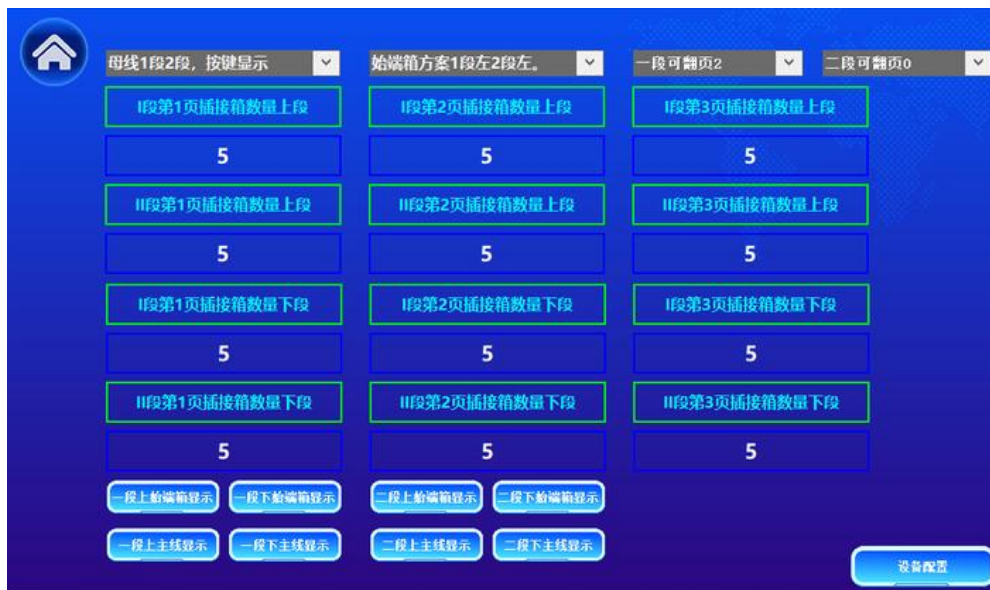 母线1段2段，按键显示
始端箱方案1段左2段左。
一段可翻页2
二段可翻页0
I段第1页插接箱数量上段
I段第2页插接箱数量上段
I段第3页插接箱数量上段
5
5
5
II段第1页插接箱数量上段
II段第2页插接箱数量上段
II段第3页插接箱数量上段
5
5
5
I段第1页插接箱数量下段
I段第2页插接箱数量下段
I段第3页插接箱数量下段
5
5
5
II段第1页插接箱数量下段
II段第2页插接箱数量下段
II段第3页插接箱数量下段
5
5
5
一段上始端箱显示
一段下始端箱显示
二段上始端箱显示
二段下始端箱显示
一段上主线显示
一段下主线显示
二段上主线显示
二段下主线显示
设备配置